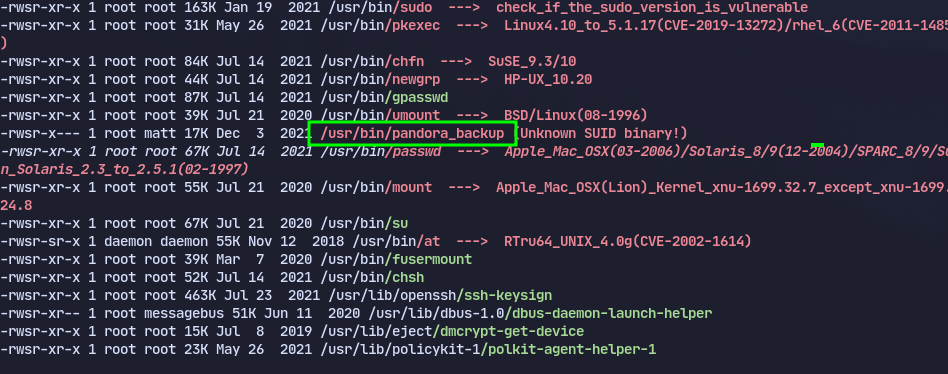 -rwsr-xr-x 1 root root 163K Jan 19  2021 /usr/bin/sudo  --->  check_if_the_sudo_version_is_vulnerable
-rwsr-xr-x 1 root root 31K May 26  2021 /usr/bin/pkexec  --->  Linux4.10_to_5.1.17(CVE-2019-13272)/rhel_6(CVE-2011-1485
)
-rwsr-xr-x 1 root root 84K Jul 14  2021 /usr/bin/chfn  --->  SuSE_9.3/10
-rwsr-xr-x 1 root root 44K Jul 14  2021 /usr/bin/newgrp  --->  HP-UX_10.20
-rwsr-xr-x 1 root root 87K Jul 14  2021 /usr/bin/gpasswd
-rwsr-xr-x 1 root root 39K Jul 21  2020 /usr/bin/umount  --->  BSD/Linux(08-1996)
-rwsr-x--- 1 root matt 17K Dec  3  2021 /usr/bin/pandora_backup (Unknown SUID binary!)
-rwsr-xr-x 1 root root 67K Jul 14  2021 /usr/bin/passwd  --->  Apple_Mac_OSX(03-2006)/Solaris_8/9(12-2004)/SPARC_8/9/Su
n_Solaris_2.3_to_2.5.1(02-1997)
-rwsr-xr-x 1 root root 55K Jul 21  2020 /usr/bin/mount  --->  Apple_Mac_OSX(Lion)_Kernel_xnu-1699.32.7_except_xnu-1699.
24.8
-rwsr-xr-x 1 root root 67K Jul 21  2020 /usr/bin/su
-rwsr-sr-x 1 daemon daemon 55K Nov 12  2018 /usr/bin/at  --->  RTru64_UNIX_4.0g(CVE-2002-1614)
-rwsr-xr-x 1 root root 39K Mar  7  2020 /usr/bin/fusermount
-rwsr-xr-x 1 root root 52K Jul 14  2021 /usr/bin/chsh
-rwsr-xr-x 1 root root 463K Jul 23  2021 /usr/lib/openssh/ssh-keysign
-rwsr-xr-- 1 root messagebus 51K Jun 11  2020 /usr/lib/dbus-1.0/dbus-daemon-launch-helper
-rwsr-xr-x 1 root root 15K Jul  8  2019 /usr/lib/eject/dmcrypt-get-device
-rwsr-xr-x 1 root root 23K May 26  2021 /usr/lib/policykit-1/polkit-agent-helper-1